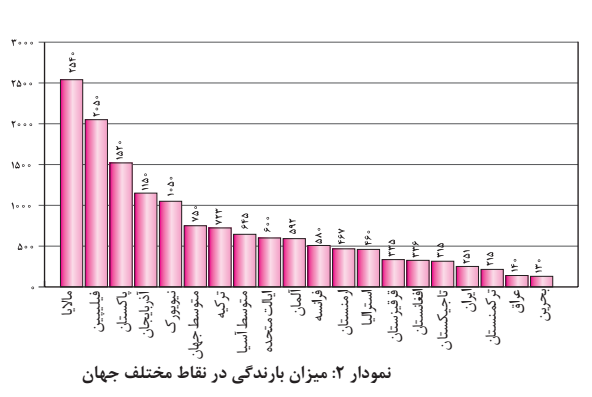 ۳۰۰۰
۲۵۰۰
۲۰۰۰
۱۵۰۰
۱۰۰۰
۵۰۰
۰
۲۵۴۰
۲۰۵۰
۱۵۲۰
۱۱۵۰
۱۰۵۰
۷۵۰
۷۲۳
۶۴۵
۶۰۰
۵۹۲
۵۸۰
۴۶۷
۴۶۰
۳۳۵
۳۳۶
۳۱۵
۲۵۱
۲۱۵
۱۴۰
۱۳۰
مالایا
فیلیپین
پاکستان
آذربایجان
نیویورک
متوسط جهان
ترکیه
متوسط آسیا
ایالت متحده
آلمان
فرانسه
ارمنستان
استرالیا
قرقیزستان
افغانستان
تاجیکستان
ایران
ترکمنستان
عراق
بحرین
نمودار ۲: میزان بارندگی در نقاط مختلف جهان